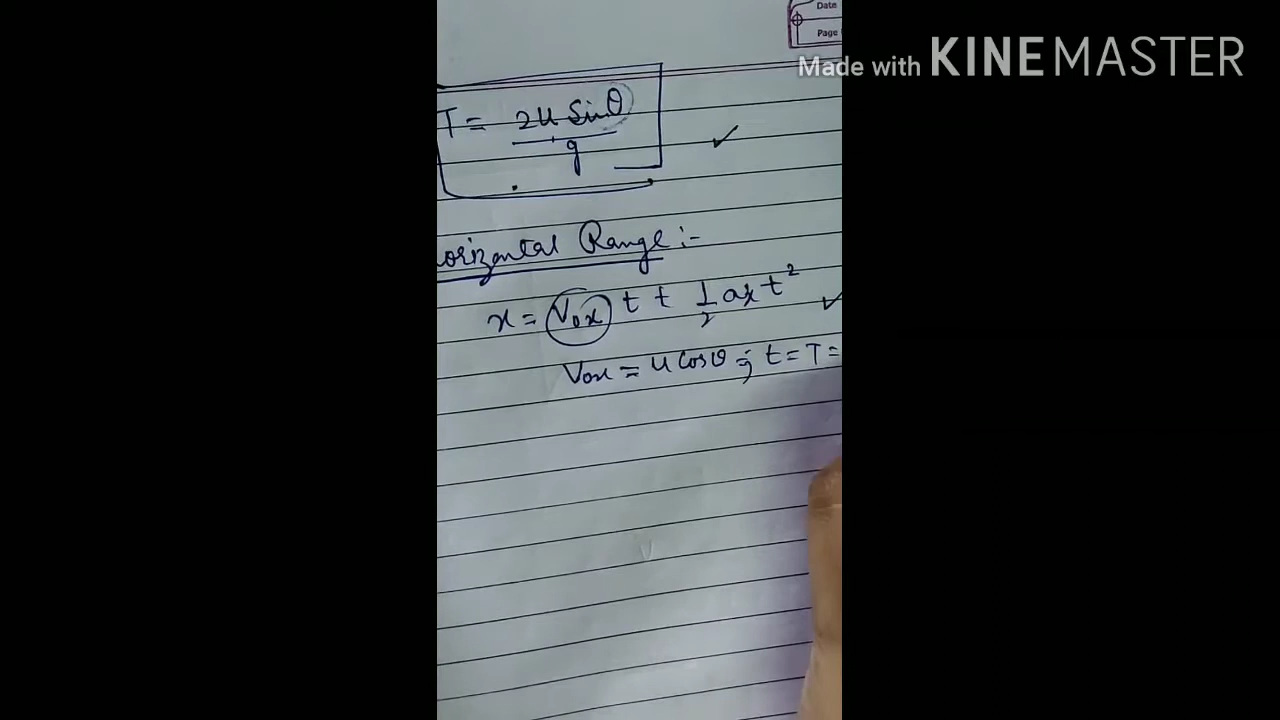 Date
Page
Made with KINEMASTER
T = 2u Sinθ / g
✓
orizontal Range :-
x = V₀ₓ t + 1/2 aₓ t² ✓
V₀ₓ = u Cosθ ; t = T =